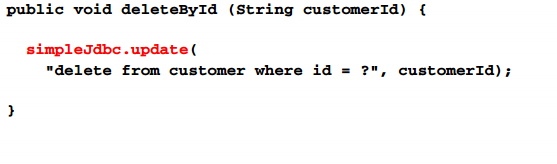 public void deleteById (String customerId) {
simpleJdbc.update(
"delete from customer where id = ?", customerId);
}